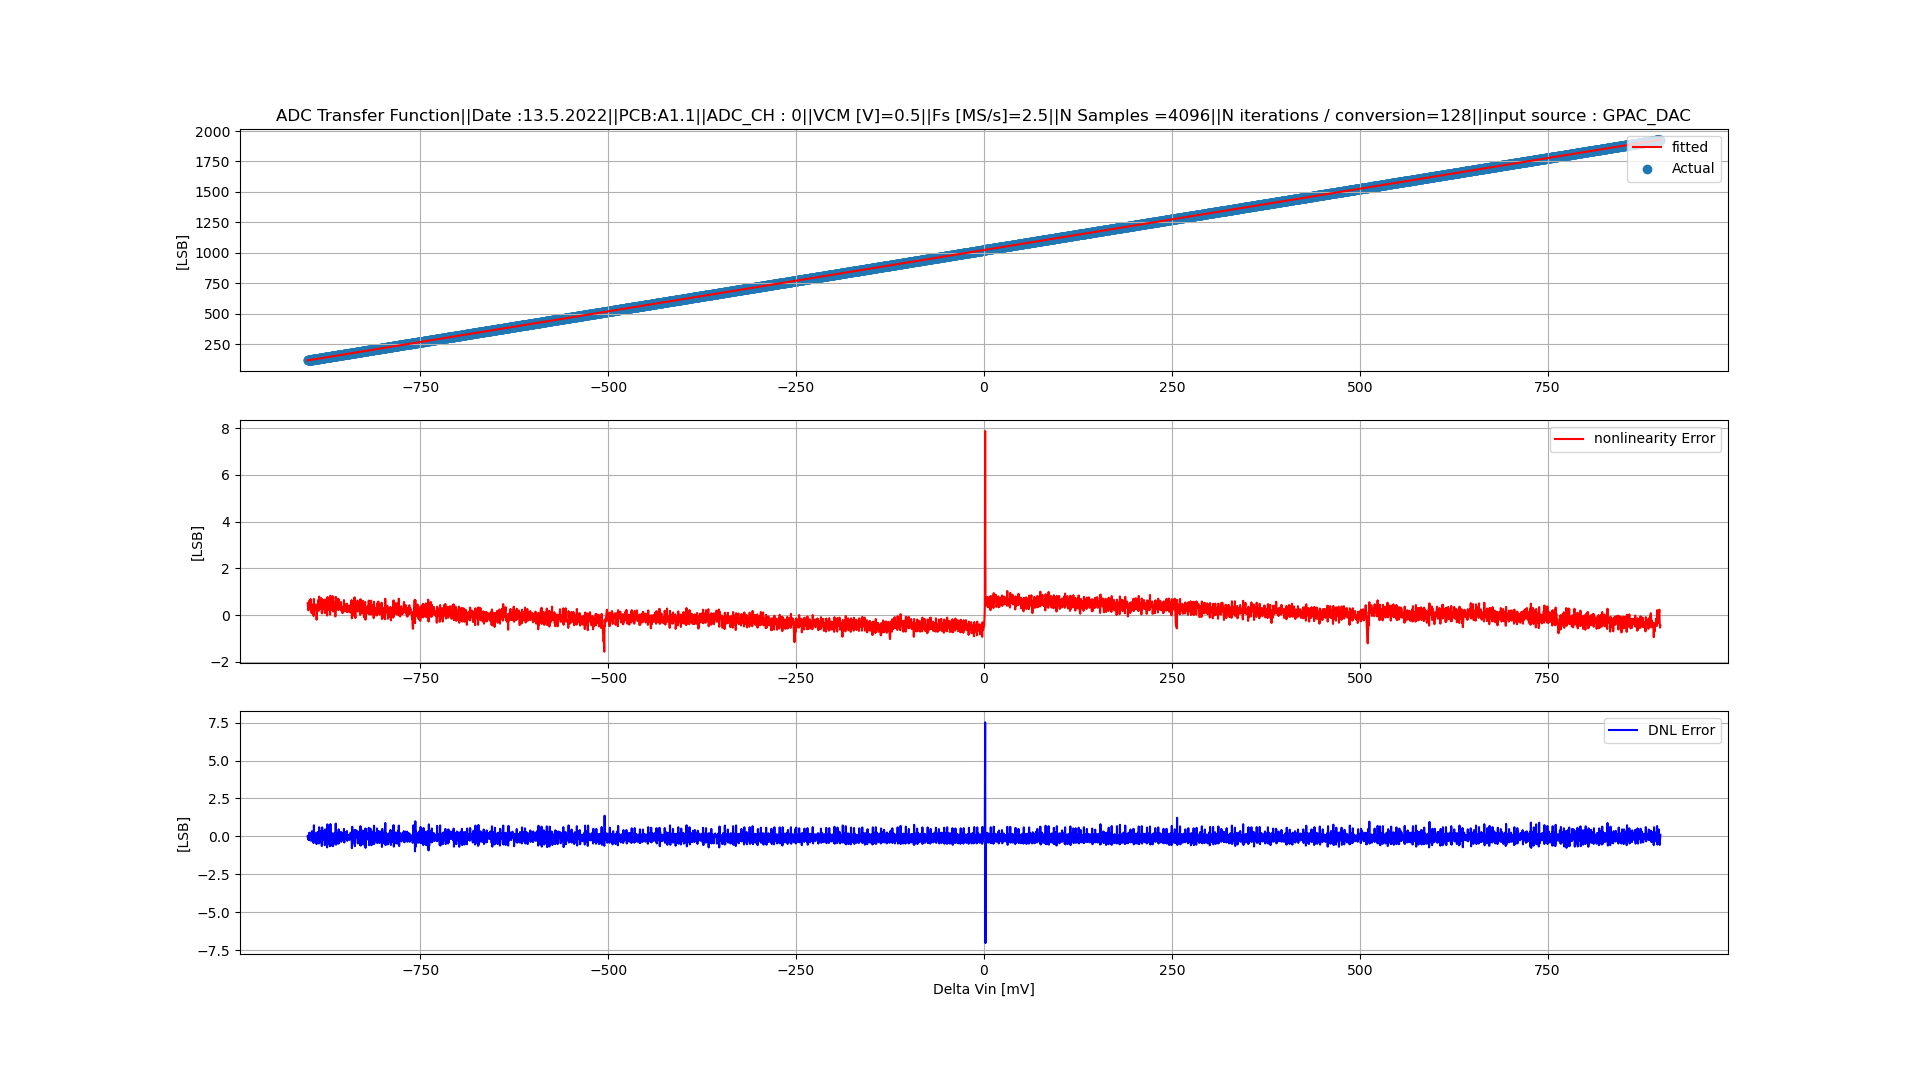 ADC Transfer Function||Date :13.5.2022||PCB:A1.1||ADC_CH : 0||VCM [V]=0.5||Fs [MS/s]=2.5||N Samples =4096||N iterations / conversion=128||input source : GPAC_DAC
2000
1750
1500
1250
1000
750
500
250
[LSB]
fitted
Actual
−750 −500 −250 0 250 500 750
8
6
4
2
0
−2
[LSB]
nonlinearity Error
−750 −500 −250 0 250 500 750
7.5
5.0
2.5
0.0
−2.5
−5.0
−7.5
[LSB]
DNL Error
−750 −500 −250 0 250 500 750
Delta Vin [mV]